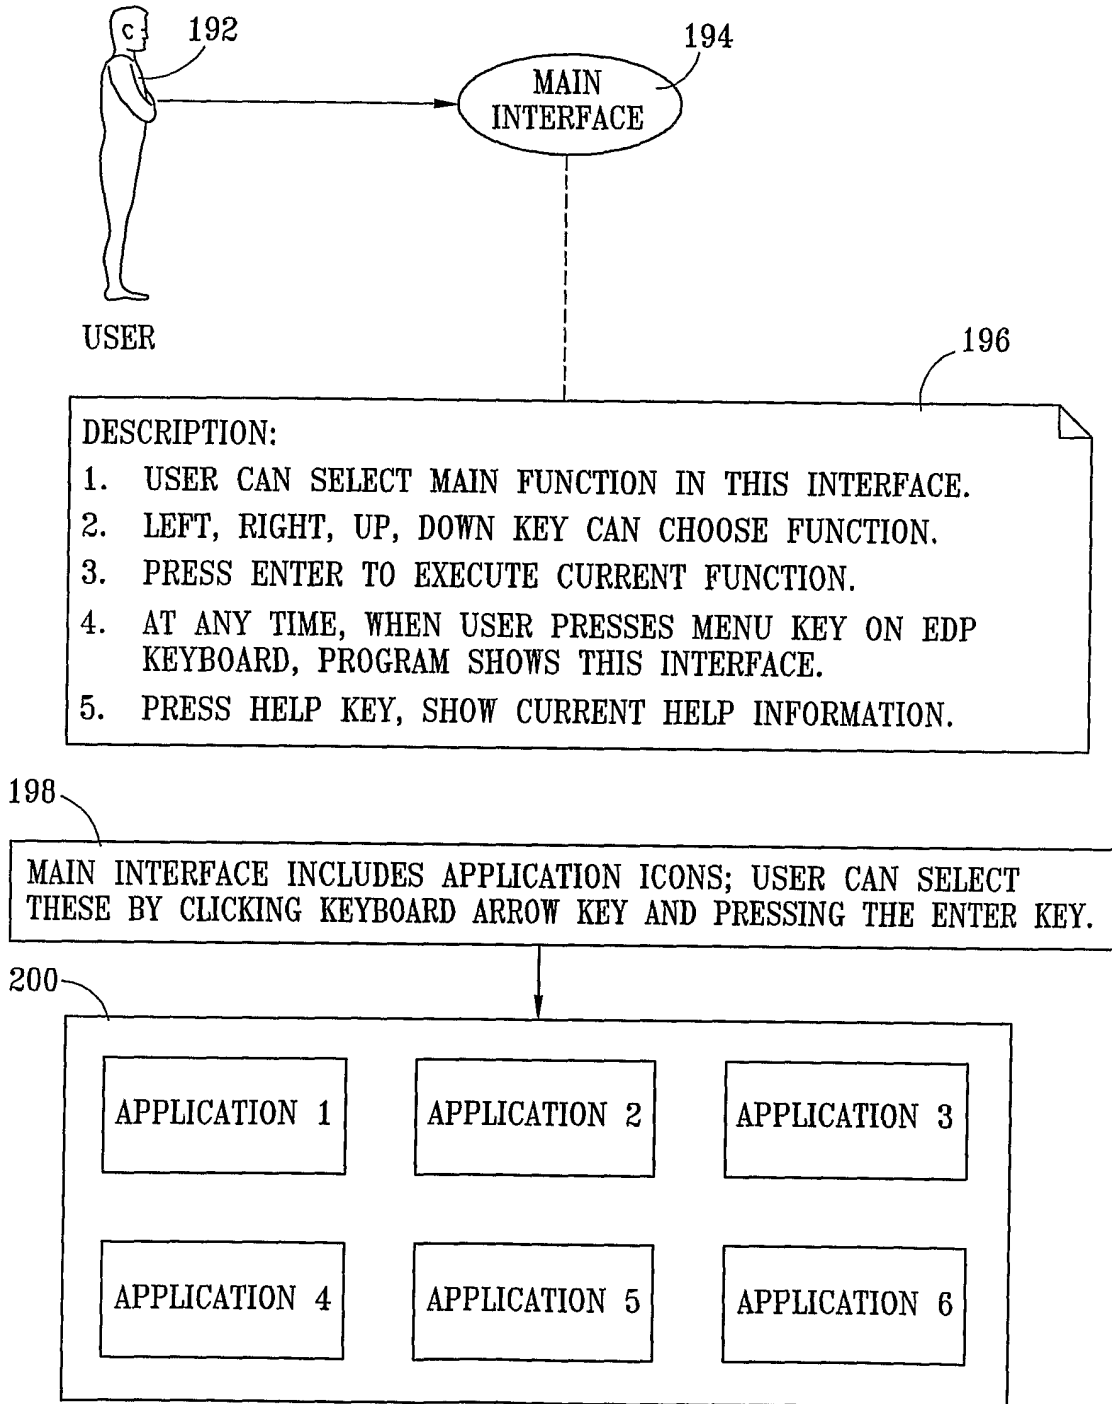 192
194
MAIN
INTERFACE
USER
196
DESCRIPTION:
1. USER CAN SELECT MAIN FUNCTION IN THIS INTERFACE.
2. LEFT, RIGHT, UP, DOWN KEY CAN CHOOSE FUNCTION.
3. PRESS ENTER TO EXECUTE CURRENT FUNCTION.
4. AT ANY TIME, WHEN USER PRESSES MENU KEY ON EDP
KEYBOARD, PROGRAM SHOWS THIS INTERFACE.
5. PRESS HELP KEY, SHOW CURRENT HELP INFORMATION.
198
MAIN INTERFACE INCLUDES APPLICATION ICONS; USER CAN SELECT
THESE BY CLICKING KEYBOARD ARROW KEY AND PRESSING THE ENTER KEY.
200
APPLICATION 1
APPLICATION 2
APPLICATION 3
APPLICATION 4
APPLICATION 5
APPLICATION 6